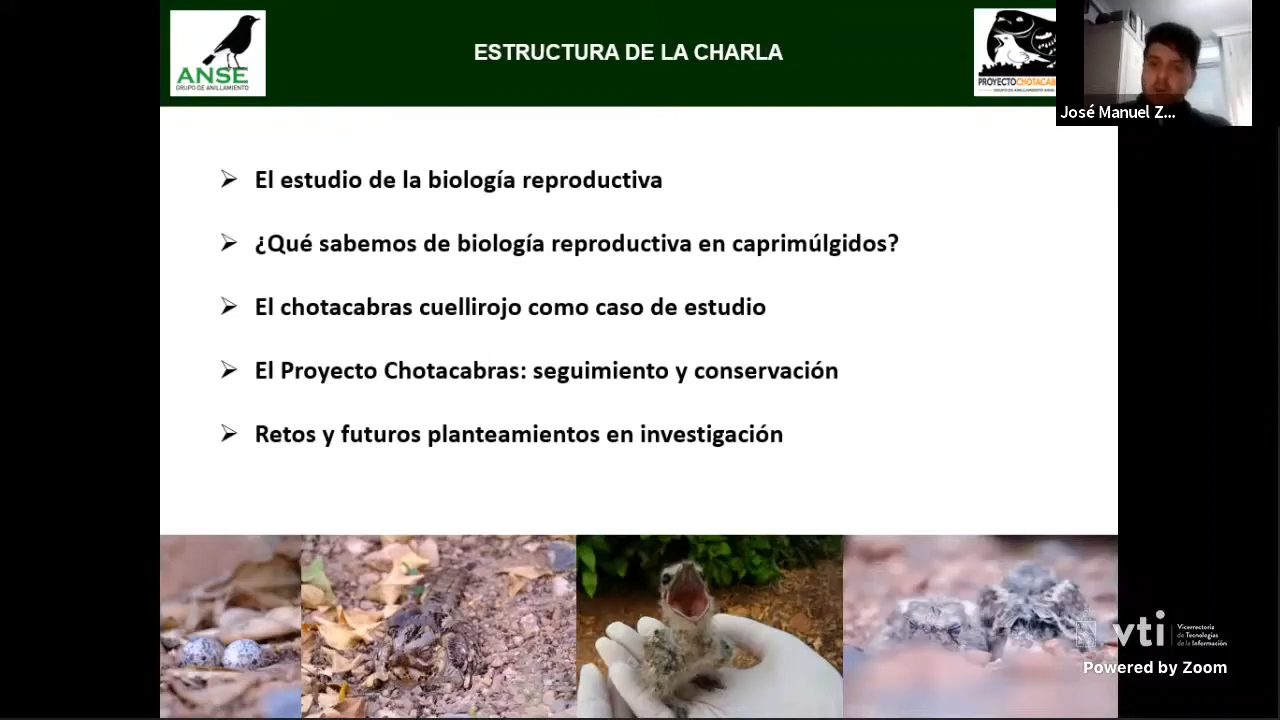 ANSE
GRUPO DE ANILLAMIENTO
ESTRUCTURA DE LA CHARLA
PROYECTO
José Manuel Z...
➢ El estudio de la biología reproductiva
➢ ¿Qué sabemos de biología reproductiva en caprimúlgidos?
➢ El chotacabras cuellirojo como caso de estudio
➢ El Proyecto Chotacabras: seguimiento y conservación
➢ Retos y futuros planteamientos en investigación
vti
Vicerrectoría
de Tecnologías
de la Información
Powered by Zoom